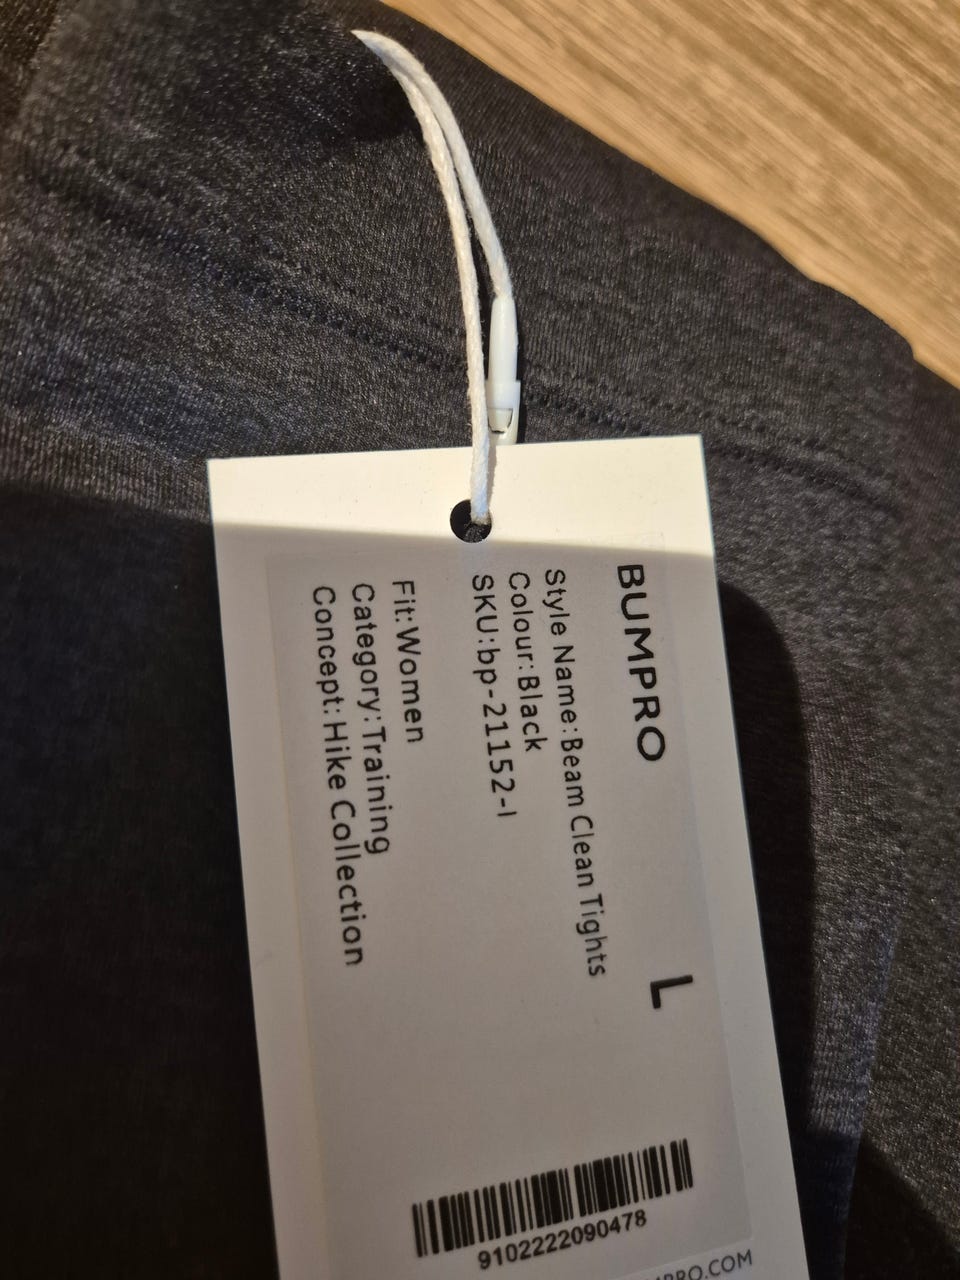 BUMPRO
L
Style Name:Beam Clean Tights
Colour:Black
SKU:bp-21152-l
Fit:Women
Category:Training
Concept:Hike Collection
9102222090478
MPRO.COM